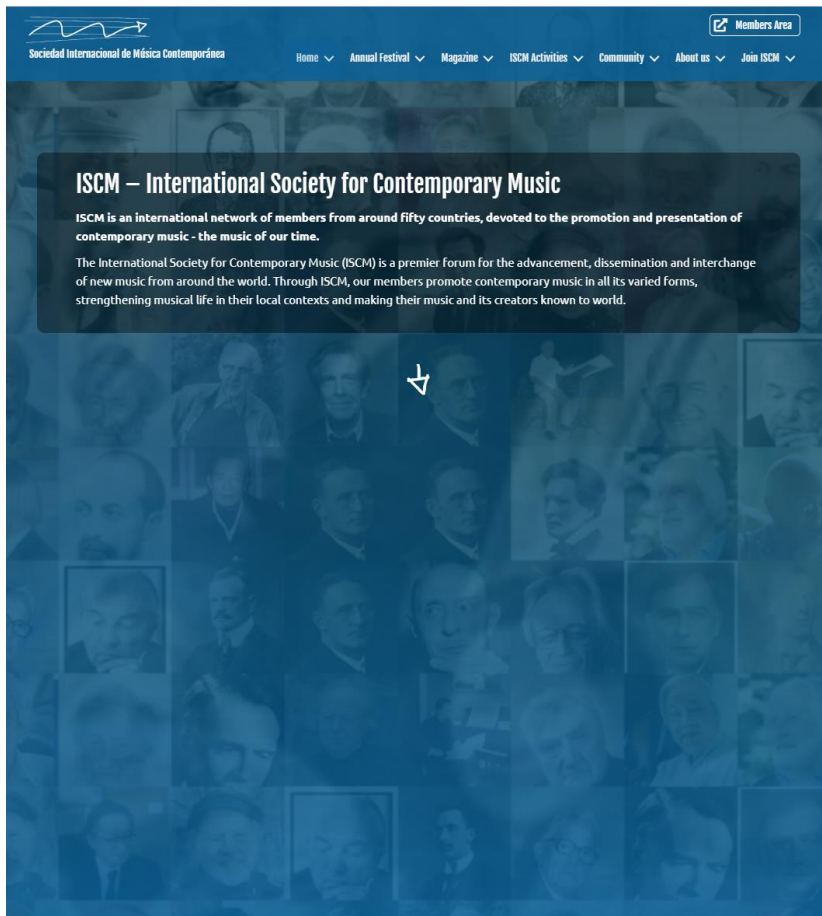 Members Area
Sociedad Internacional de Música Contemporánea
Home Annual Festival Magazine ISCM Activities Community About us Join ISCM
ISCM – International Society for Contemporary Music
ISCM is an international network of members from around fifty countries, devoted to the promotion and presentation of
contemporary music - the music of our time.
The International Society for Contemporary Music (ISCM) is a premier forum for the advancement, dissemination and interchange
of new music from around the world. Through ISCM, our members promote contemporary music in all its varied forms,
strengthening musical life in their local contexts and making their music and its creators known to world.